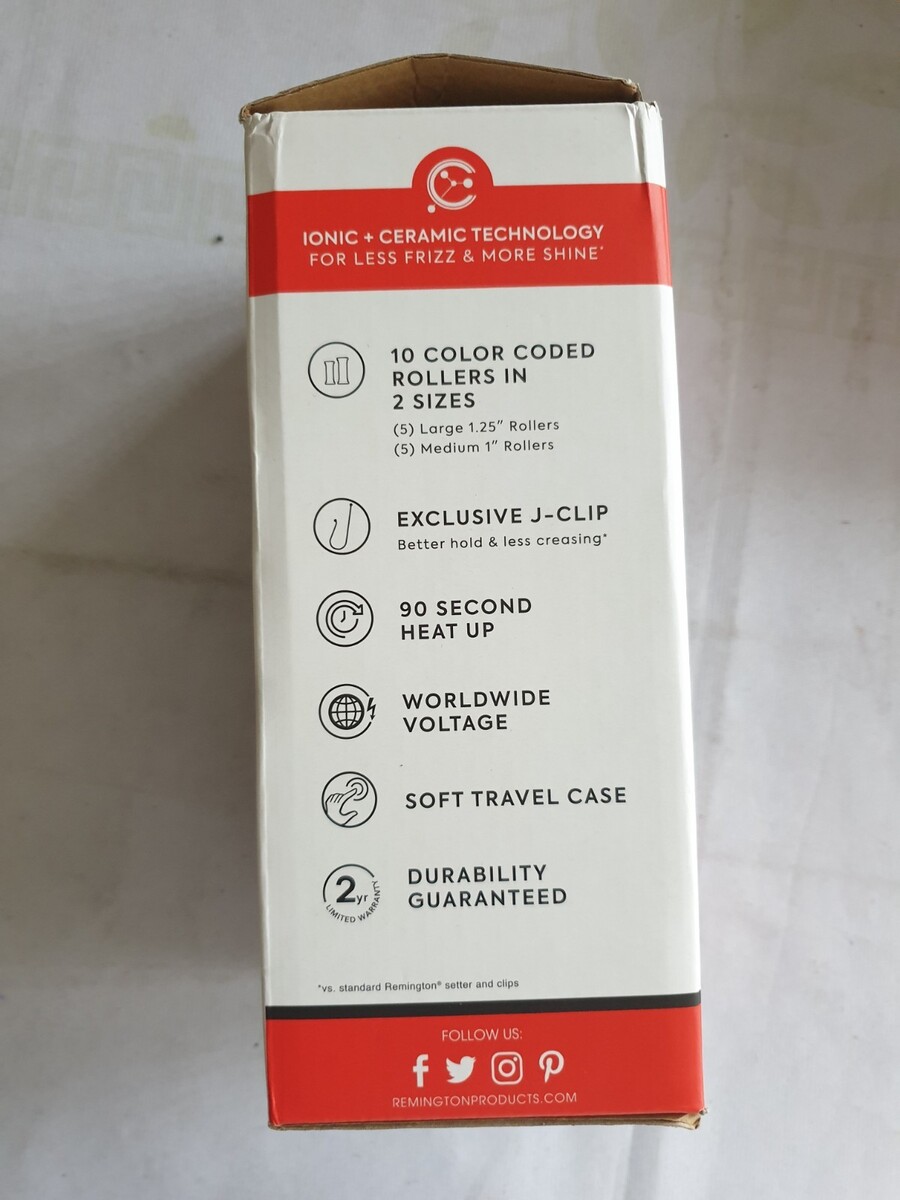 IONIC + CERAMIC TECHNOLOGY
FOR LESS FRIZZ & MORE SHINE*
10 COLOR CODED
ROLLERS IN
2 SIZES
(5) Large 1.25" Rollers
(5) Medium 1" Rollers
EXCLUSIVE J-CLIP
Better hold & less creasing*
90 SECOND
HEAT UP
WORLDWIDE
VOLTAGE
SOFT TRAVEL CASE
2yr
LIMITED WARRANTY
DURABILITY
GUARANTEED
*vs. standard Remington® setter and clips
FOLLOW US:
REMINGTONPRODUCTS.COM